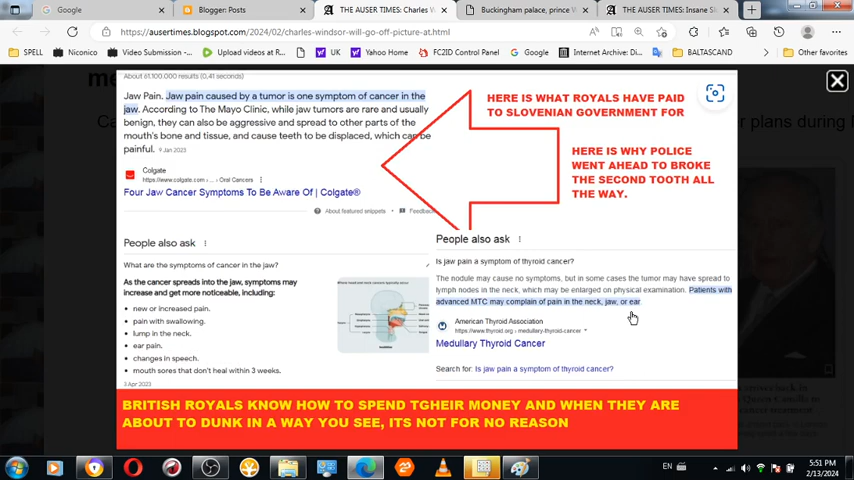 Google
Blogger: Posts
THE AUSER TIMES: Charles W
Buckingham palace, prince W
THE AUSER TIMES: Insane S
https://ausertimes.blogspot.com/2024/02/charles-windsor-will-go-off-picture-at.html
SPELL
Niconico
Video Submission -...
Upload videos at R...
UK
Yahoo Home
FC2ID Control Panel
Google
Internet Archive: Di...
BALTASCAND
Other favorites
About 61,100,000 results (0,41 seconds)
Jaw Pain. Jaw pain caused by a tumor is one symptom of cancer in the
jaw. According to The Mayo Clinic, while jaw tumors are rare and usually
benign, they can also be aggressive and spread to other parts of the
mouth's bone and tissue, and cause teeth to be displaced, which can be
painful. 9 Jan 2023
Colgate
https://www.colgate.com › ... › Oral Cancers
Four Jaw Cancer Symptoms To Be Aware Of | Colgate®
About featured snippets
Feedback
HERE IS WHAT ROYALS HAVE PAID
TO SLOVENIAN GOVERNMENT FOR
HERE IS WHY POLICE
WENT AHEAD TO BROKE
THE SECOND TOOTH ALL
THE WAY.
er plans during
People also ask
What are the symptoms of cancer in the jaw?
As the cancer spreads into the jaw, symptoms may
increase and get more noticeable, including:
new or increased pain.
pain with swallowing.
lump in the neck.
ear pain.
changes in speech.
mouth sores that don't heal within 3 weeks.
3 Apr 2023
People also ask
Is jaw pain a symptom of thyroid cancer?
The nodule may cause no symptoms, but in some cases the tumor may have spread to
lymph nodes in the neck, which may be enlarged on physical examination. Patients with
advanced MTC may complain of pain in the neck, jaw, or ear
American Thyroid Association
https://www.thyroid.org › medullary-thyroid-cancer
Medullary Thyroid Cancer
Search for: Is jaw pain a symptom of thyroid cancer?
BRITISH ROYALS KNOW HOW TO SPEND TGHEIR MONEY AND WHEN THEY ARE
ABOUT TO DUNK IN A WAY YOU SEE, ITS NOT FOR NO REASON
EN
5:51 PM
2/13/2024